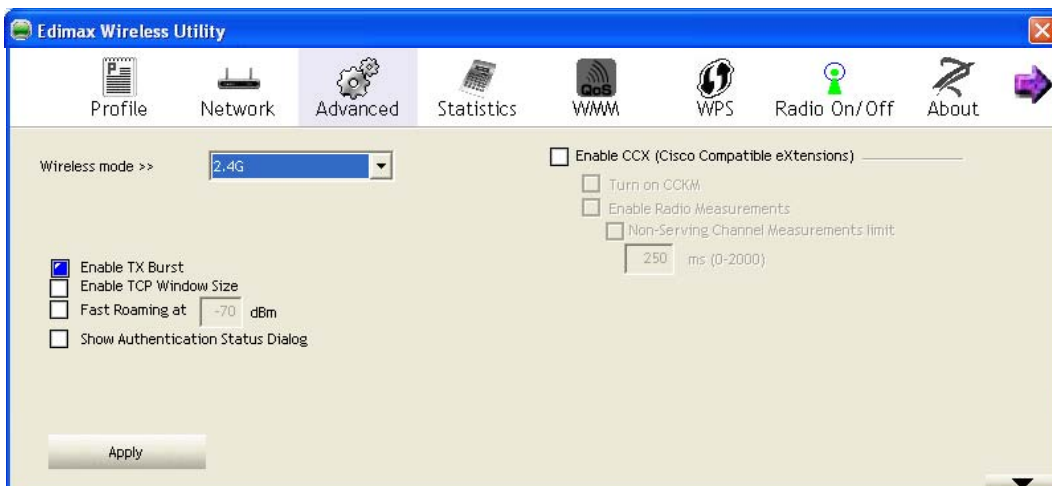 Edimax Wireless Utility
Profile
Network
Advanced
Statistics
QoS
WMM
WPS
Radio On/Off
About
Wireless mode >>
2.4G
Enable TX Burst
Enable TCP Window Size
Fast Roaming at -70 dBm
Show Authentication Status Dialog
Apply
Enable CCX (Cisco Compatible eXtensions)
Turn on CCKM
Enable Radio Measurements
Non-Serving Channel Measurements limit
250 ms (0-2000)